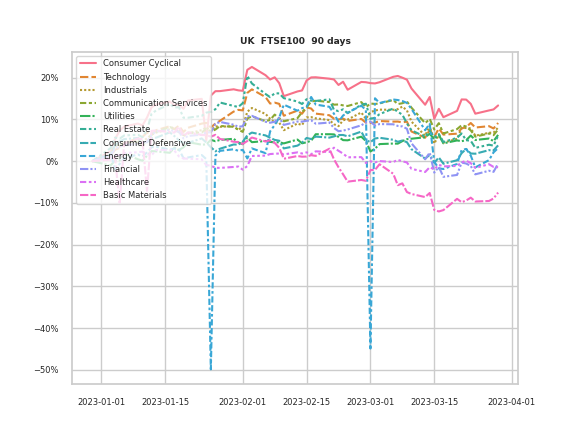 UK FTSE100 90 days
Consumer Cyclical
Technology
Industrials
Communication Services
Utilities
Real Estate
Consumer Defensive
Energy
Financial
Healthcare
Basic Materials
20%
10%
0%
−10%
−20%
−30%
−40%
−50%
2023-01-01 2023-01-15 2023-02-01 2023-02-15 2023-03-01 2023-03-15 2023-04-01